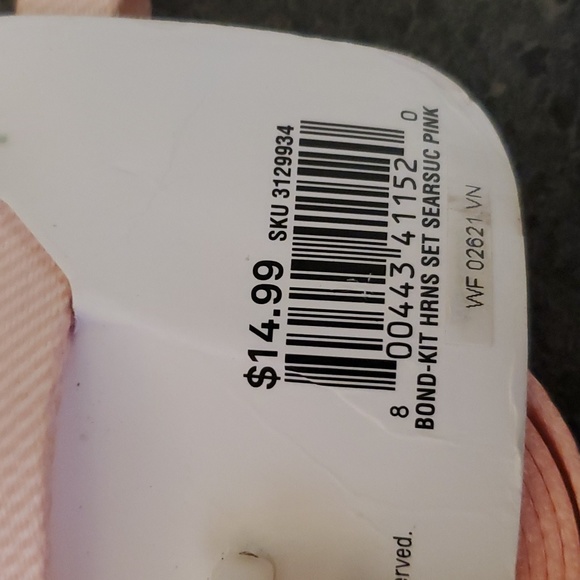 $14.99 SKU 3129934
8 00443 41152 0
BOND-KIT HRNS SET SEARSUC PINK
WF 02621 VN
erved.